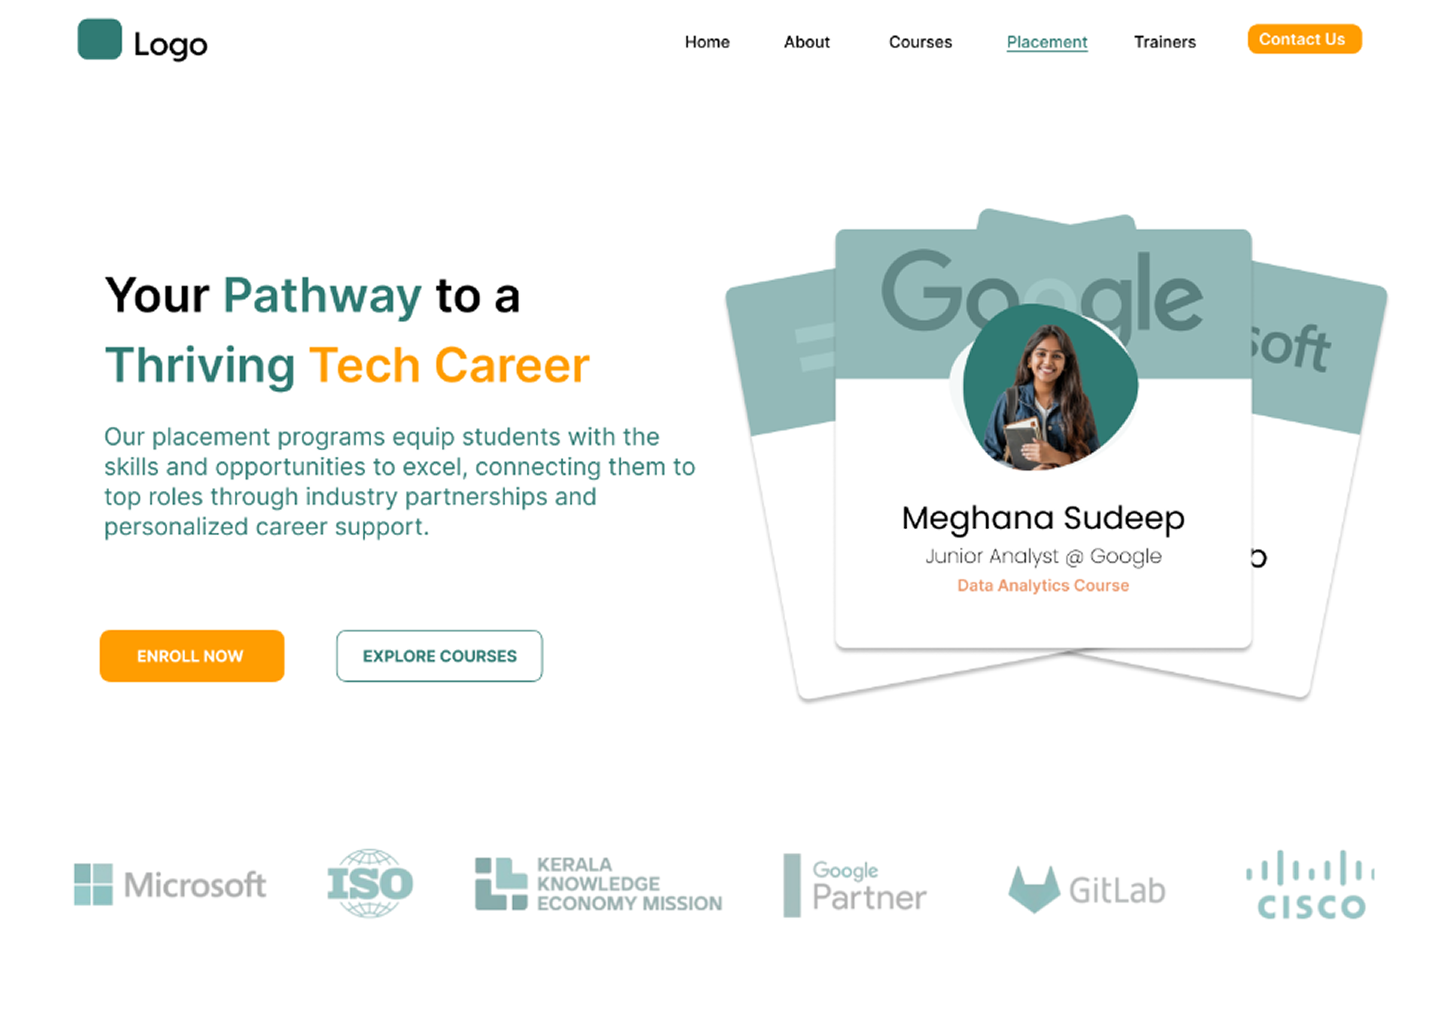 Logo
Home
About
Courses
Placement
Trainers
Contact Us
Your Pathway to a
Thriving Tech Career
Our placement programs equip students with the
skills and opportunities to excel, connecting them to
top roles through industry partnerships and
personalized career support.
ENROLL NOW
EXPLORE COURSES
Google
Meghana Sudeep
Junior Analyst @ Google
Data Analytics Course
soft
b
Microsoft
ISO
KERALA
KNOWLEDGE
ECONOMY MISSION
Google
Partner
GitLab
CISCO